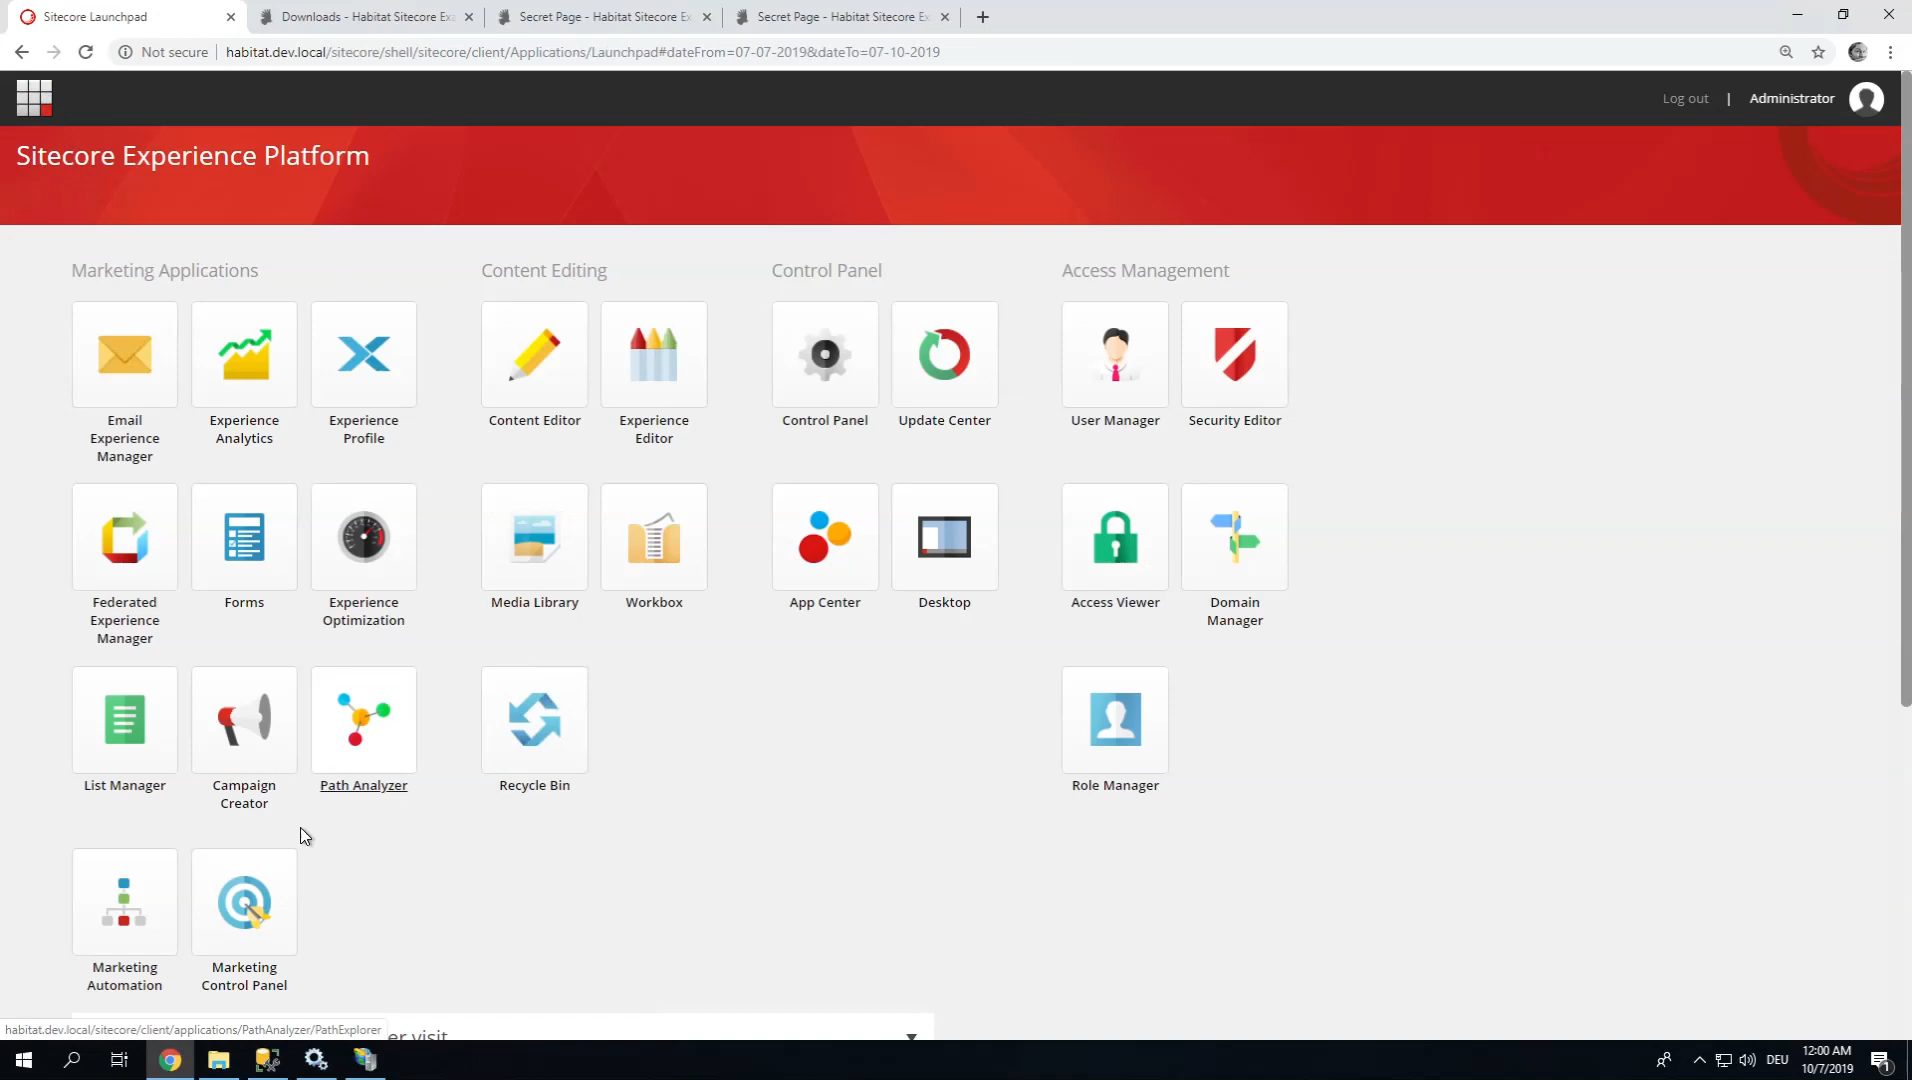 Sitecore Launchpad
Downloads - Habitat Sitecore Exa
Secret Page - Habitat Sitecore Ex
Secret Page - Habitat Sitecore Ex
Not secure
habitat.dev.local/sitecore/shell/sitecore/client/Applications/Launchpad#dateFrom=07-07-2019&dateTo=07-10-2019
Log out | Administrator
Sitecore Experience Platform
Marketing Applications
Content Editing
Control Panel
Access Management
Email
Experience
Manager
Experience
Analytics
Experience
Profile
Content Editor
Experience
Editor
Control Panel
Update Center
User Manager
Security Editor
Federated
Experience
Manager
Forms
Experience
Optimization
Media Library
Workbox
App Center
Desktop
Access Viewer
Domain
Manager
List Manager
Campaign
Creator
Path Analyzer
Recycle Bin
Role Manager
Marketing
Automation
Marketing
Control Panel
er visit
habitat.dev.local/sitecore/client/applications/PathAnalyzer/PathExplorer
DEU
12:00 AM
10/7/2019
1